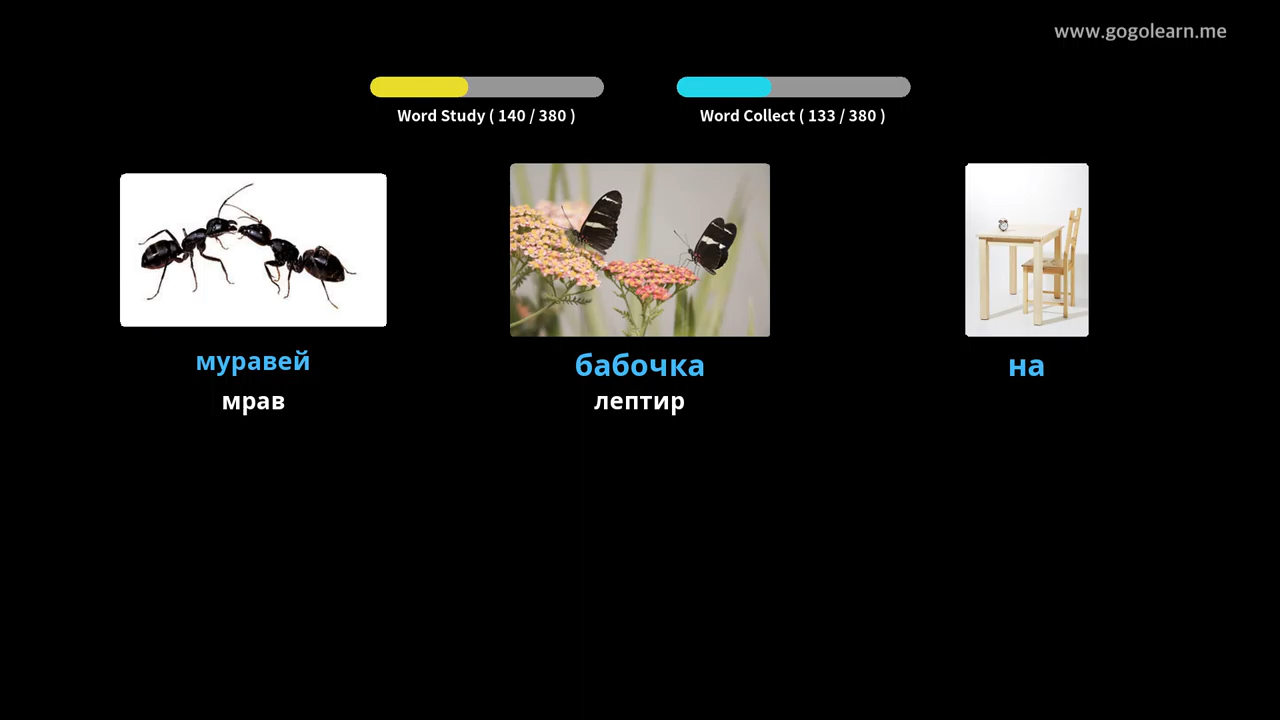 www.gogolearn.me
Word Study ( 140 / 380 )
Word Collect ( 133 / 380 )
муравей
мрав
бабочка
лептир
на